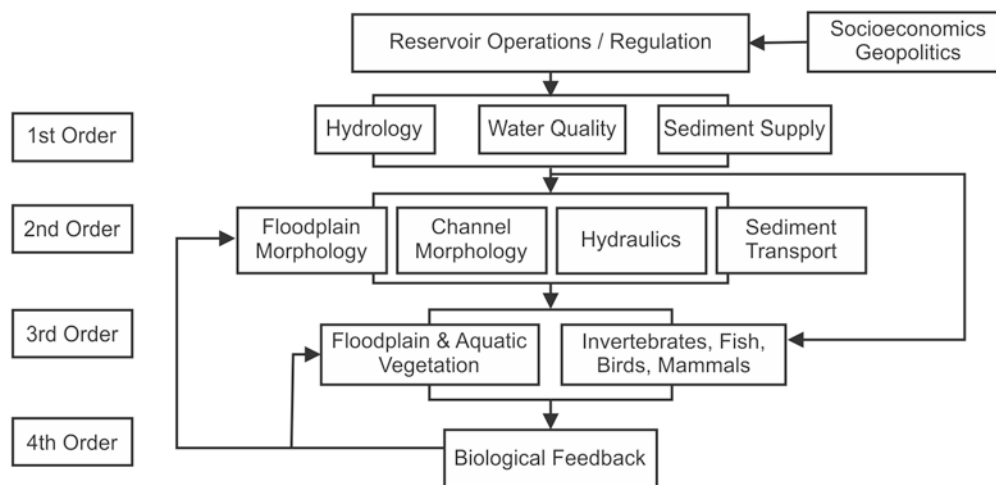 Reservoir Operations / Regulation
Socioeconomics
Geopolitics
1st Order
Hydrology
Water Quality
Sediment Supply
2nd Order
Floodplain
Morphology
Channel
Morphology
Hydraulics
Sediment
Transport
3rd Order
Floodplain & Aquatic
Vegetation
Invertebrates, Fish,
Birds, Mammals
4th Order
Biological Feedback